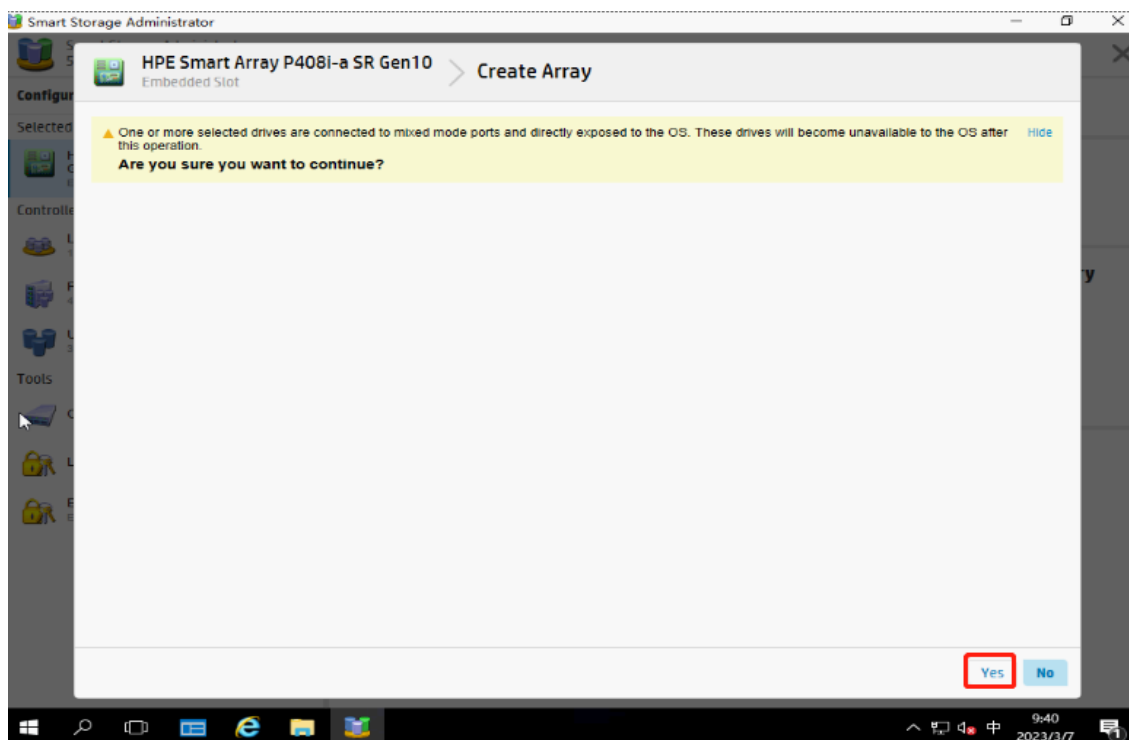 Smart Storage Administrator
HPE Smart Array P408i-a SR Gen10
Embedded Slot
Create Array
Configur
Selected
One or more selected drives are connected to mixed mode ports and directly exposed to the OS. These drives will become unavailable to the OS after
this operation.
Hide
Are you sure you want to continue?
Controlle
Tools
Yes
No
中
9:40
2023/3/7